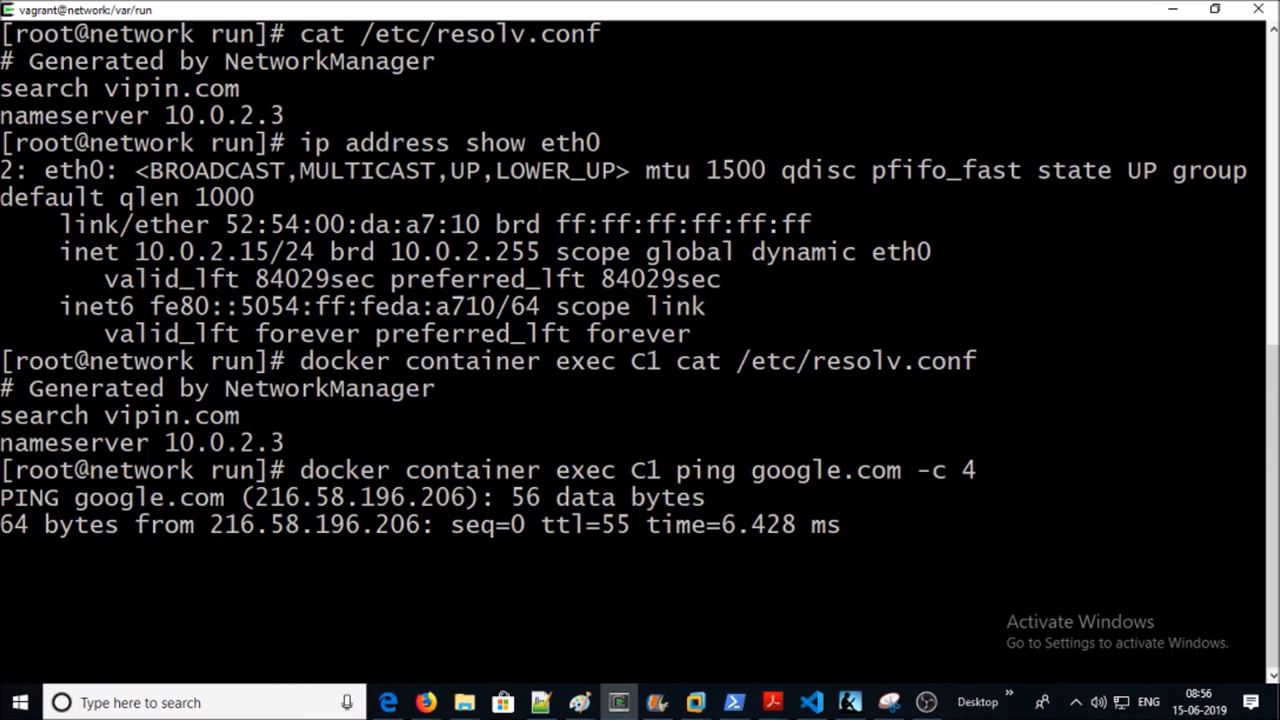 vagrant@network:/var/run
[root@network run]# cat /etc/resolv.conf
# Generated by NetworkManager
search vipin.com
nameserver 10.0.2.3
[root@network run]# ip address show eth0
2: eth0: <BROADCAST,MULTICAST,UP,LOWER_UP> mtu 1500 qdisc pfifo_fast state UP group
default qlen 1000
    link/ether 52:54:00:da:a7:10 brd ff:ff:ff:ff:ff:ff
    inet 10.0.2.15/24 brd 10.0.2.255 scope global dynamic eth0
       valid_lft 84029sec preferred_lft 84029sec
    inet6 fe80::5054:ff:feda:a710/64 scope link
       valid_lft forever preferred_lft forever
[root@network run]# docker container exec C1 cat /etc/resolv.conf
# Generated by NetworkManager
search vipin.com
nameserver 10.0.2.3
[root@network run]# docker container exec C1 ping google.com -c 4
PING google.com (216.58.196.206): 56 data bytes
64 bytes from 216.58.196.206: seq=0 ttl=55 time=6.428 ms
Activate Windows
Go to Settings to activate Windows.
Type here to search
Desktop
ENG
08:56
15-06-2019